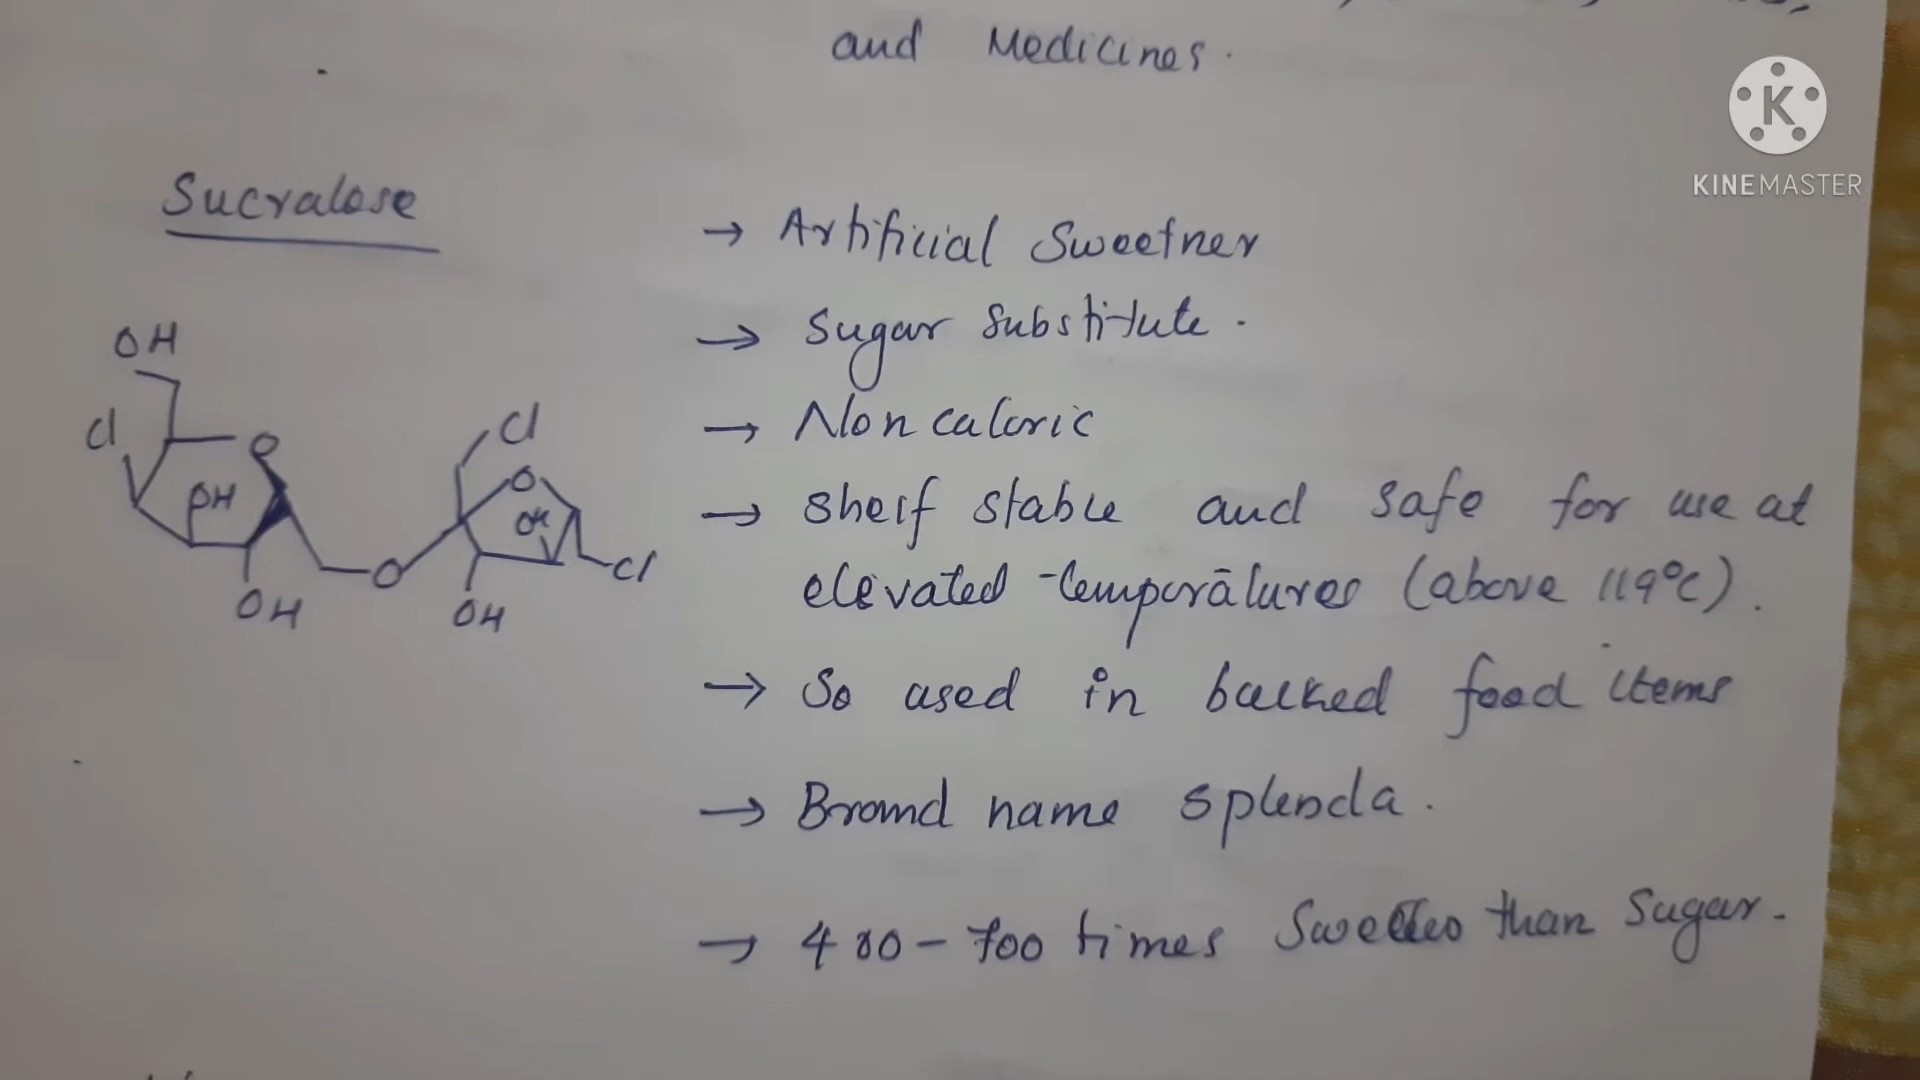 and Medicines.
KINEMASTER
Sucralose
→ Artificial Sweetner
→ Sugar Substitute.
→ Non caloric
→ Shelf stable and safe for use at
elevated temperatures (above 119°C).
→ So used in backed food items
→ Brand name Splenda.
→ 400-700 times Sweeter than Sugar.
OH
Cl
O
OH
OH
O
Cl
O
OH
OH
Cl